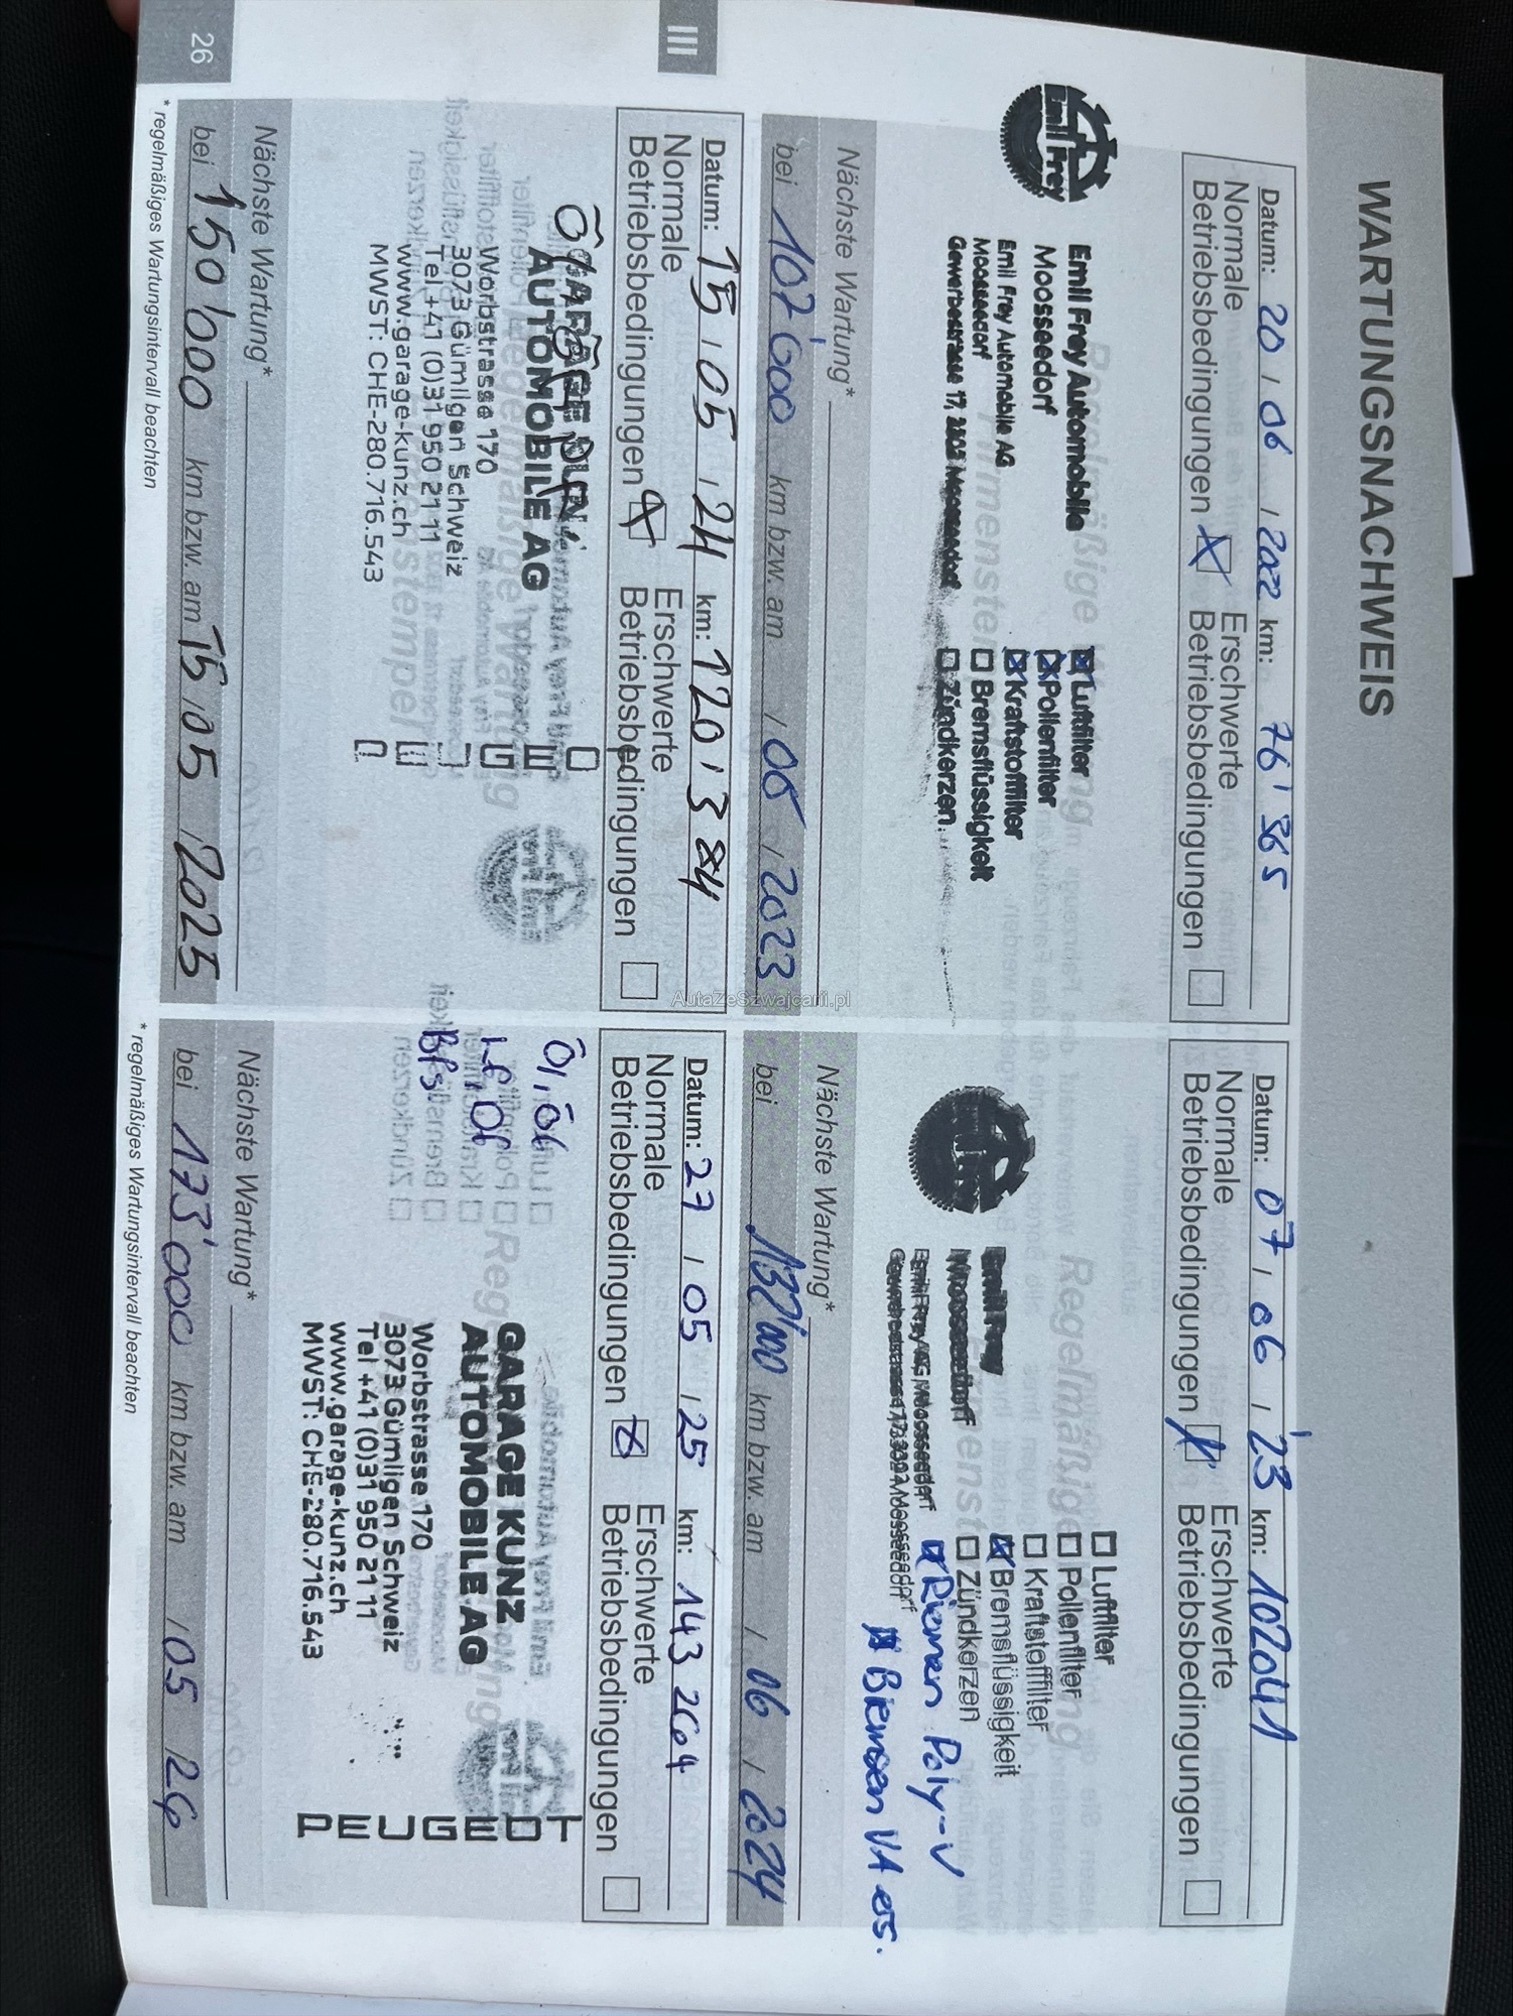 WARTUNGSNACHWEIS
Datum: 20 / 06 / 2022 km: 76'365
Normale Betriebsbedingungen
Erschwerte Betriebsbedingungen
Emil Frey
Emil Frey Automobile
Moosseedorf
Emil Frey Automobile AG
Moosseedorf
Gewerbestrasse 17,
Luftfilter
Pollenfilter
Kraftstofffilter
Bremsflüssigkeit
Zündkerzen
Nächste Wartung*
bei 102'000 km bzw. am / 06 / 2023
Datum: 07 / 06 / 23 km: 102041
Normale Betriebsbedingungen
Erschwerte Betriebsbedingungen
Emil Frey
Moosseedorf
Luftfilter
Pollenfilter
Kraftstofffilter
Bremsflüssigkeit
Zündkerzen
Riemen Poly-V
Bremsen VA ers.
Nächste Wartung*
bei 132'000 km bzw. am / 06 / 2024
Datum: 15 / 05 / 24 km: 120'384
Normale Betriebsbedingungen
Erschwerte Betriebsbedingungen
GARAGE
AUTOMOBILE AG
Worbstrasse 170
3073 Gümligen Schweiz
Tel +41 (0)31 950 21 11
www.garage-kunz.ch
MWST: CHE-280.716.543
Nächste Wartung*
bei 150'000 km bzw. am 15 / 05 / 2025
* regelmäßiges Wartungsintervall beachten
Datum: 27 / 05 / 25 km: 143 264
Normale Betriebsbedingungen
Erschwerte Betriebsbedingungen
GARAGE KUNZ
AUTOMOBILE AG
Worbstrasse 170
3073 Gümligen Schweiz
Tel +41 (0)31 950 21 11
www.garage-kunz.ch
MWST: CHE-280.716.543
PEUGEOT
Nächste Wartung*
bei 173'000 km bzw. am / 05 / 26
* regelmäßiges Wartungsintervall beachten
III
26
AutaZeSzwajcarii.pl